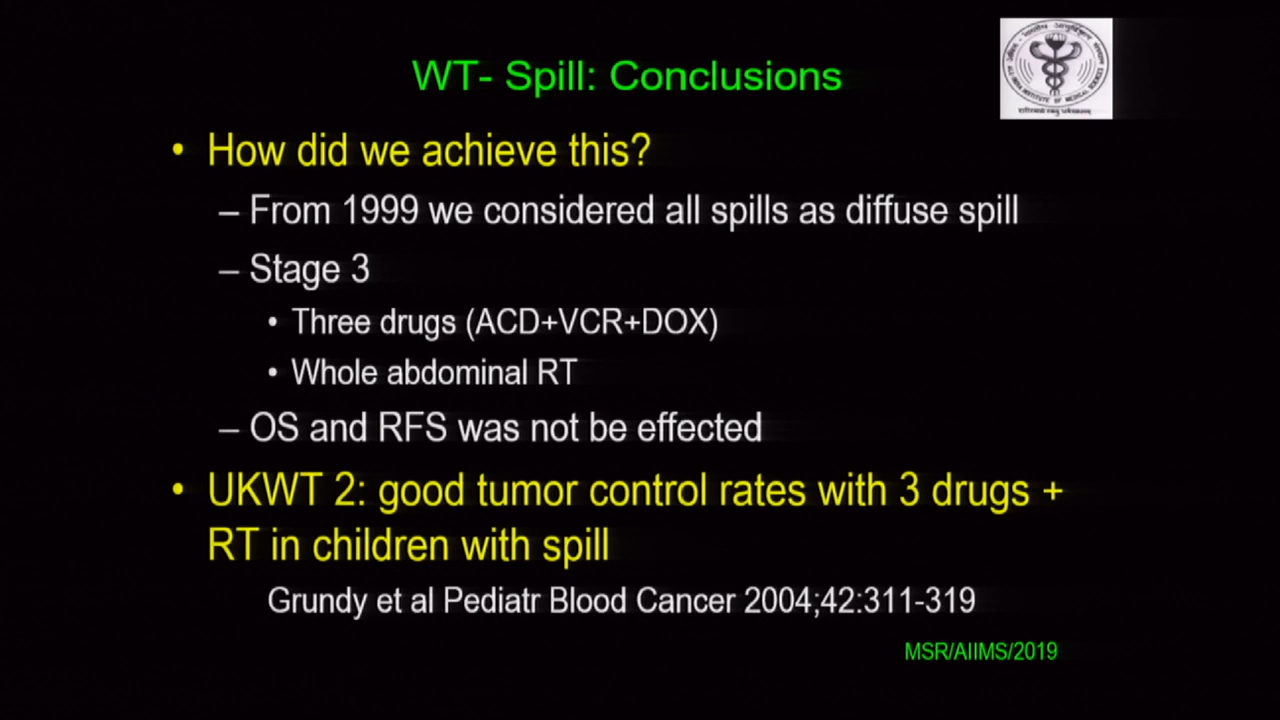 WT- Spill: Conclusions
• How did we achieve this?
– From 1999 we considered all spills as diffuse spill
– Stage 3
• Three drugs (ACD+VCR+DOX)
• Whole abdominal RT
– OS and RFS was not be effected
• UKWT 2: good tumor control rates with 3 drugs +
RT in children with spill
Grundy et al Pediatr Blood Cancer 2004;42:311-319
MSR/AIIMS/2019